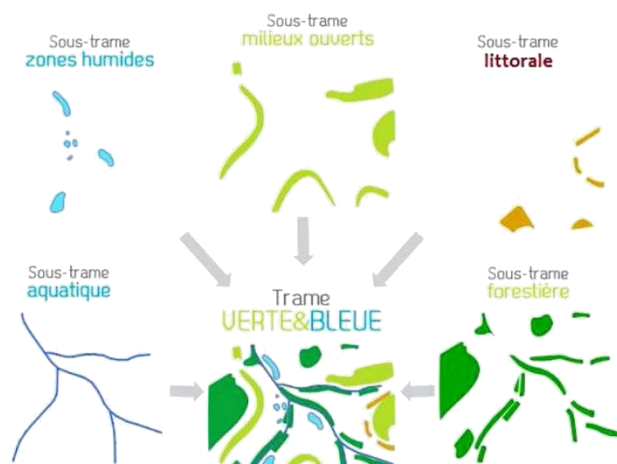 Sous-trame
zones humides
Sous-trame
milieux ouverts
Sous-trame
littorale
Sous-trame
aquatique
Trame
VERTE&BLEUE
Sous-trame
forestière